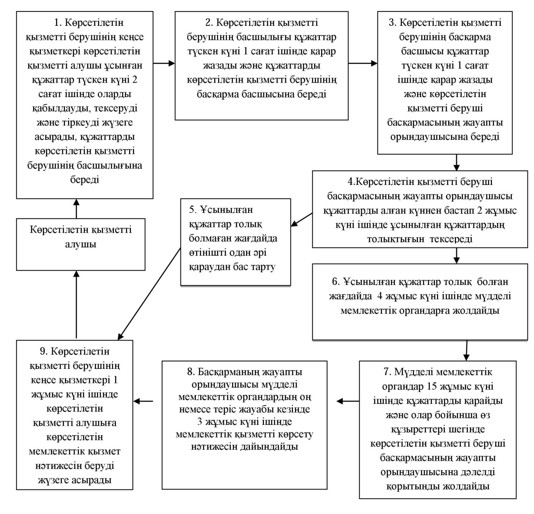 1. Көрсетілетін
қызметті берушінің кеңсе
қызметкері көрсетілетін
қызметті алушы ұсынған
құжаттар түскен күні 2
сағат ішінде оларды
қабылдауды, тексеруді
және тіркеуді жүзеге
асырады, құжаттарды
көрсетілетін қызметті
берушінің басшылығына
береді
2. Көрсетілетін қызметті
берушінің басшылығы құжаттар
түскен күні 1 сағат ішінде қарар
жазады және құжаттарды
көрсетілетін қызметті берушінің
басқарма басшысына береді
3. Көрсетілетін қызметті
берушінің басқарма
басшысы құжаттар
түскен күні 1 сағат
ішінде қарар жазады
және көрсетілетін
қызметті беруші
басқармасының жауапты
орындаушысына береді
4.Көрсетілетін қызметті беруші
басқармасының жауапты орындаушысы
құжаттарды алған күннен бастап 2 жұмыс
күні ішінде ұсынылған құжаттардың
толықтығын тексереді
5. Ұсынылған
құжаттар толық
болмаған жағдайда
өтінішті одан әрі
қараудан бас тарту
Көрсетілетін қызметті
алушы
6. Ұсынылған құжаттар толық болған
жағдайда 4 жұмыс күні ішінде мүдделі
мемлекеттік органдарға жолдайды
7. Мүдделі мемлекеттік
органдар 15 жұмыс күні
ішінде құжаттарды қарайды
және олар бойынша өз
құзыреттері шегінде
көрсетілетін қызметті беруші
басқармасының жауапты
орындаушысына дәлелді
қорытынды жолдайды
8. Басқарманың жауапты
орындаушысы мүдделі
мемлекеттік органдардың оң
немесе теріс жауабы кезінде
3 жұмыс күні ішінде
мемлекеттік қызметті көрсету
нәтижесін дайындайды
9. Көрсетілетін
қызметті берушінің
кеңсе қызметкері 1
жұмыс күні ішінде
көрсетілетін
қызметті алушыға
көрсетілетін
мемлекеттік қызмет
нәтижесін беруді
жүзеге асырады